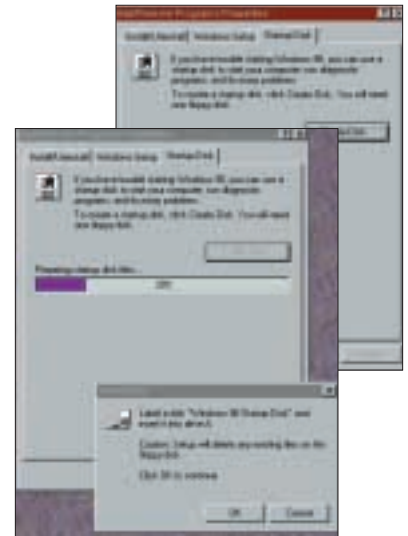 Install/Uninstall Windows Setup Startup Disk
If you have trouble starting Windows 98, you can use a
startup disk to start your computer, run diagnostic
programs, and fix many problems.
To create a startup disk, click Create Disk. You will need
one floppy disk.
Install/Uninstall Windows Setup Startup Disk
If you have trouble starting Windows 98, you can use a
startup disk to start your computer, run diagnostic
programs, and fix many problems.
To create a startup disk, click Create Disk. You will need
one floppy disk.
Preparing startup disk files...
Label a disk "Windows 98 Startup Disk" and
insert it into drive A:
Caution: Setup will delete any existing files on the
floppy disk.
Click OK to continue.
OK Cancel